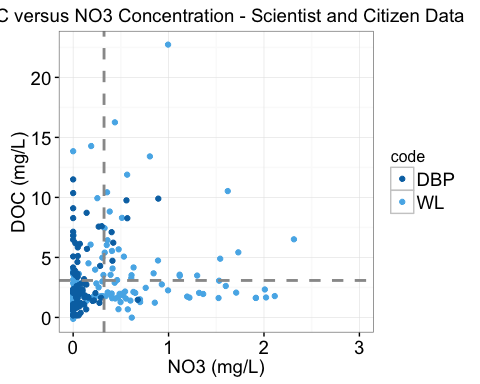 C versus NO3 Concentration - Scientist and Citizen Data
20
15
10
5
0
DOC (mg/L)
0 1 2 3
NO3 (mg/L)
code
DBP
WL